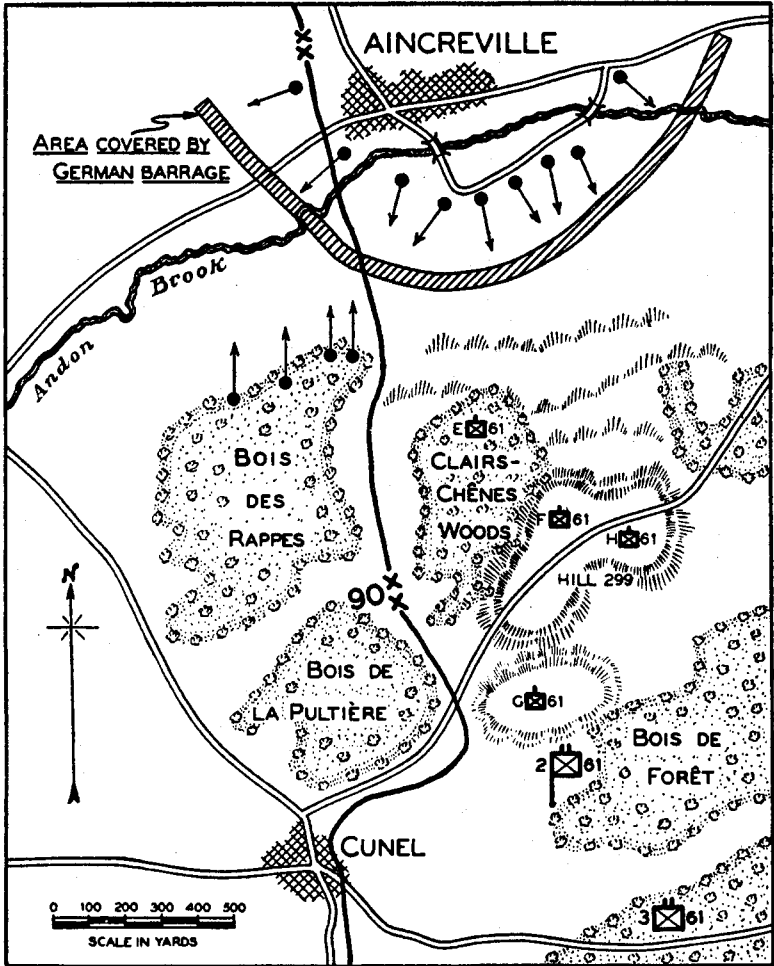 AINCREVILLE
AREA COVERED BY
GERMAN BARRAGE
Andon Brook
E 61
BOIS
DES
RAPPES
CLAIRS-
CHÊNES
WOODS
F 61
H 61
HILL 299
N
90
BOIS DE
LA PULTIÈRE
G 61
BOIS DE
FORÊT
2 61
CUNEL
3 61
0 100 200 300 400 500
SCALE IN YARDS